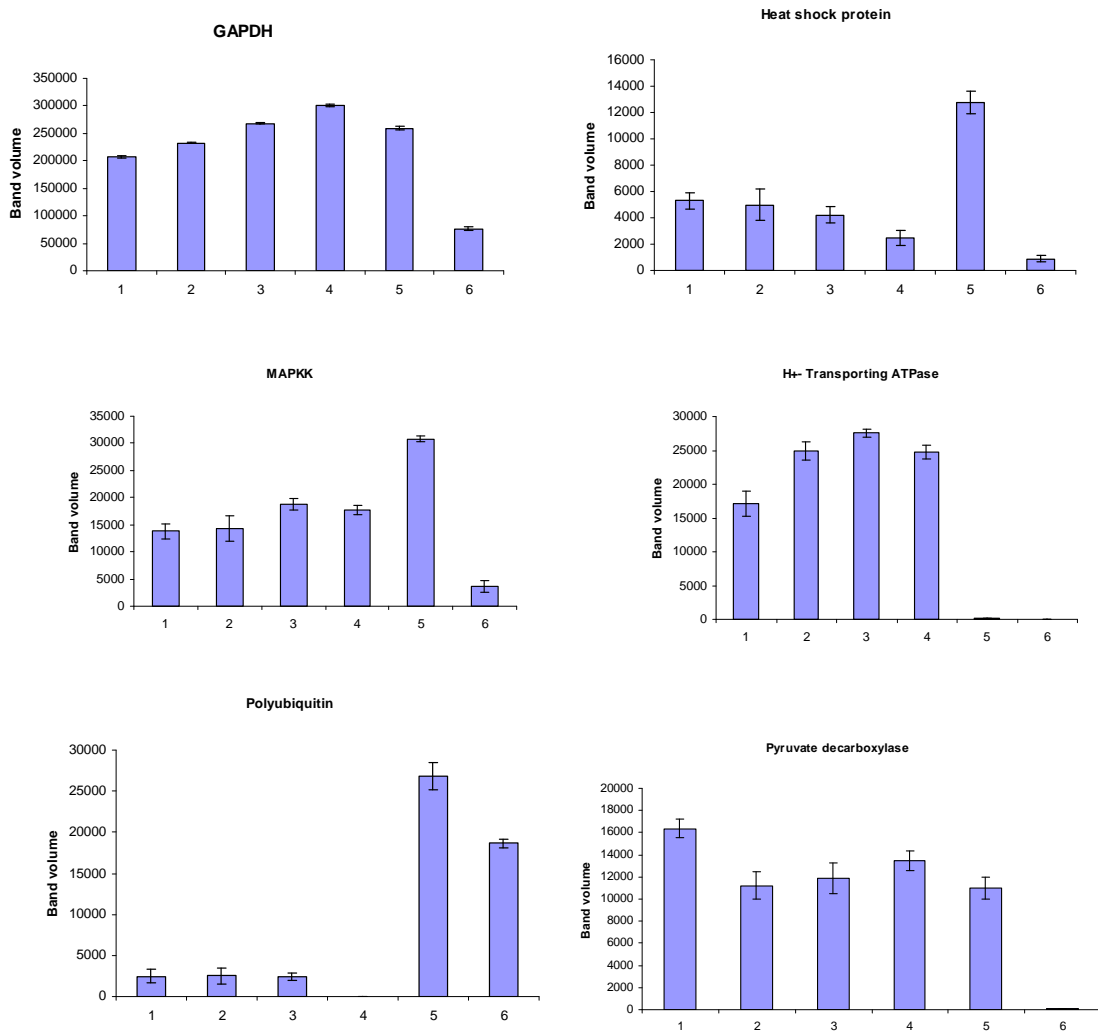 GAPDH
350000
300000
250000
200000
150000
100000
50000
0
Band volume
1 2 3 4 5 6
Heat shock protein
16000
14000
12000
10000
8000
6000
4000
2000
0
Band volume
1 2 3 4 5 6
MAPKK
35000
30000
25000
20000
15000
10000
5000
0
Band volume
1 2 3 4 5 6
H+- Transporting ATPase
30000
25000
20000
15000
10000
5000
0
Band volume
1 2 3 4 5 6
Polyubiquitin
30000
25000
20000
15000
10000
5000
0
Band volume
1 2 3 4 5 6
Pyruvate decarboxylase
20000
18000
16000
14000
12000
10000
8000
6000
4000
2000
0
Band volume
1 2 3 4 5 6